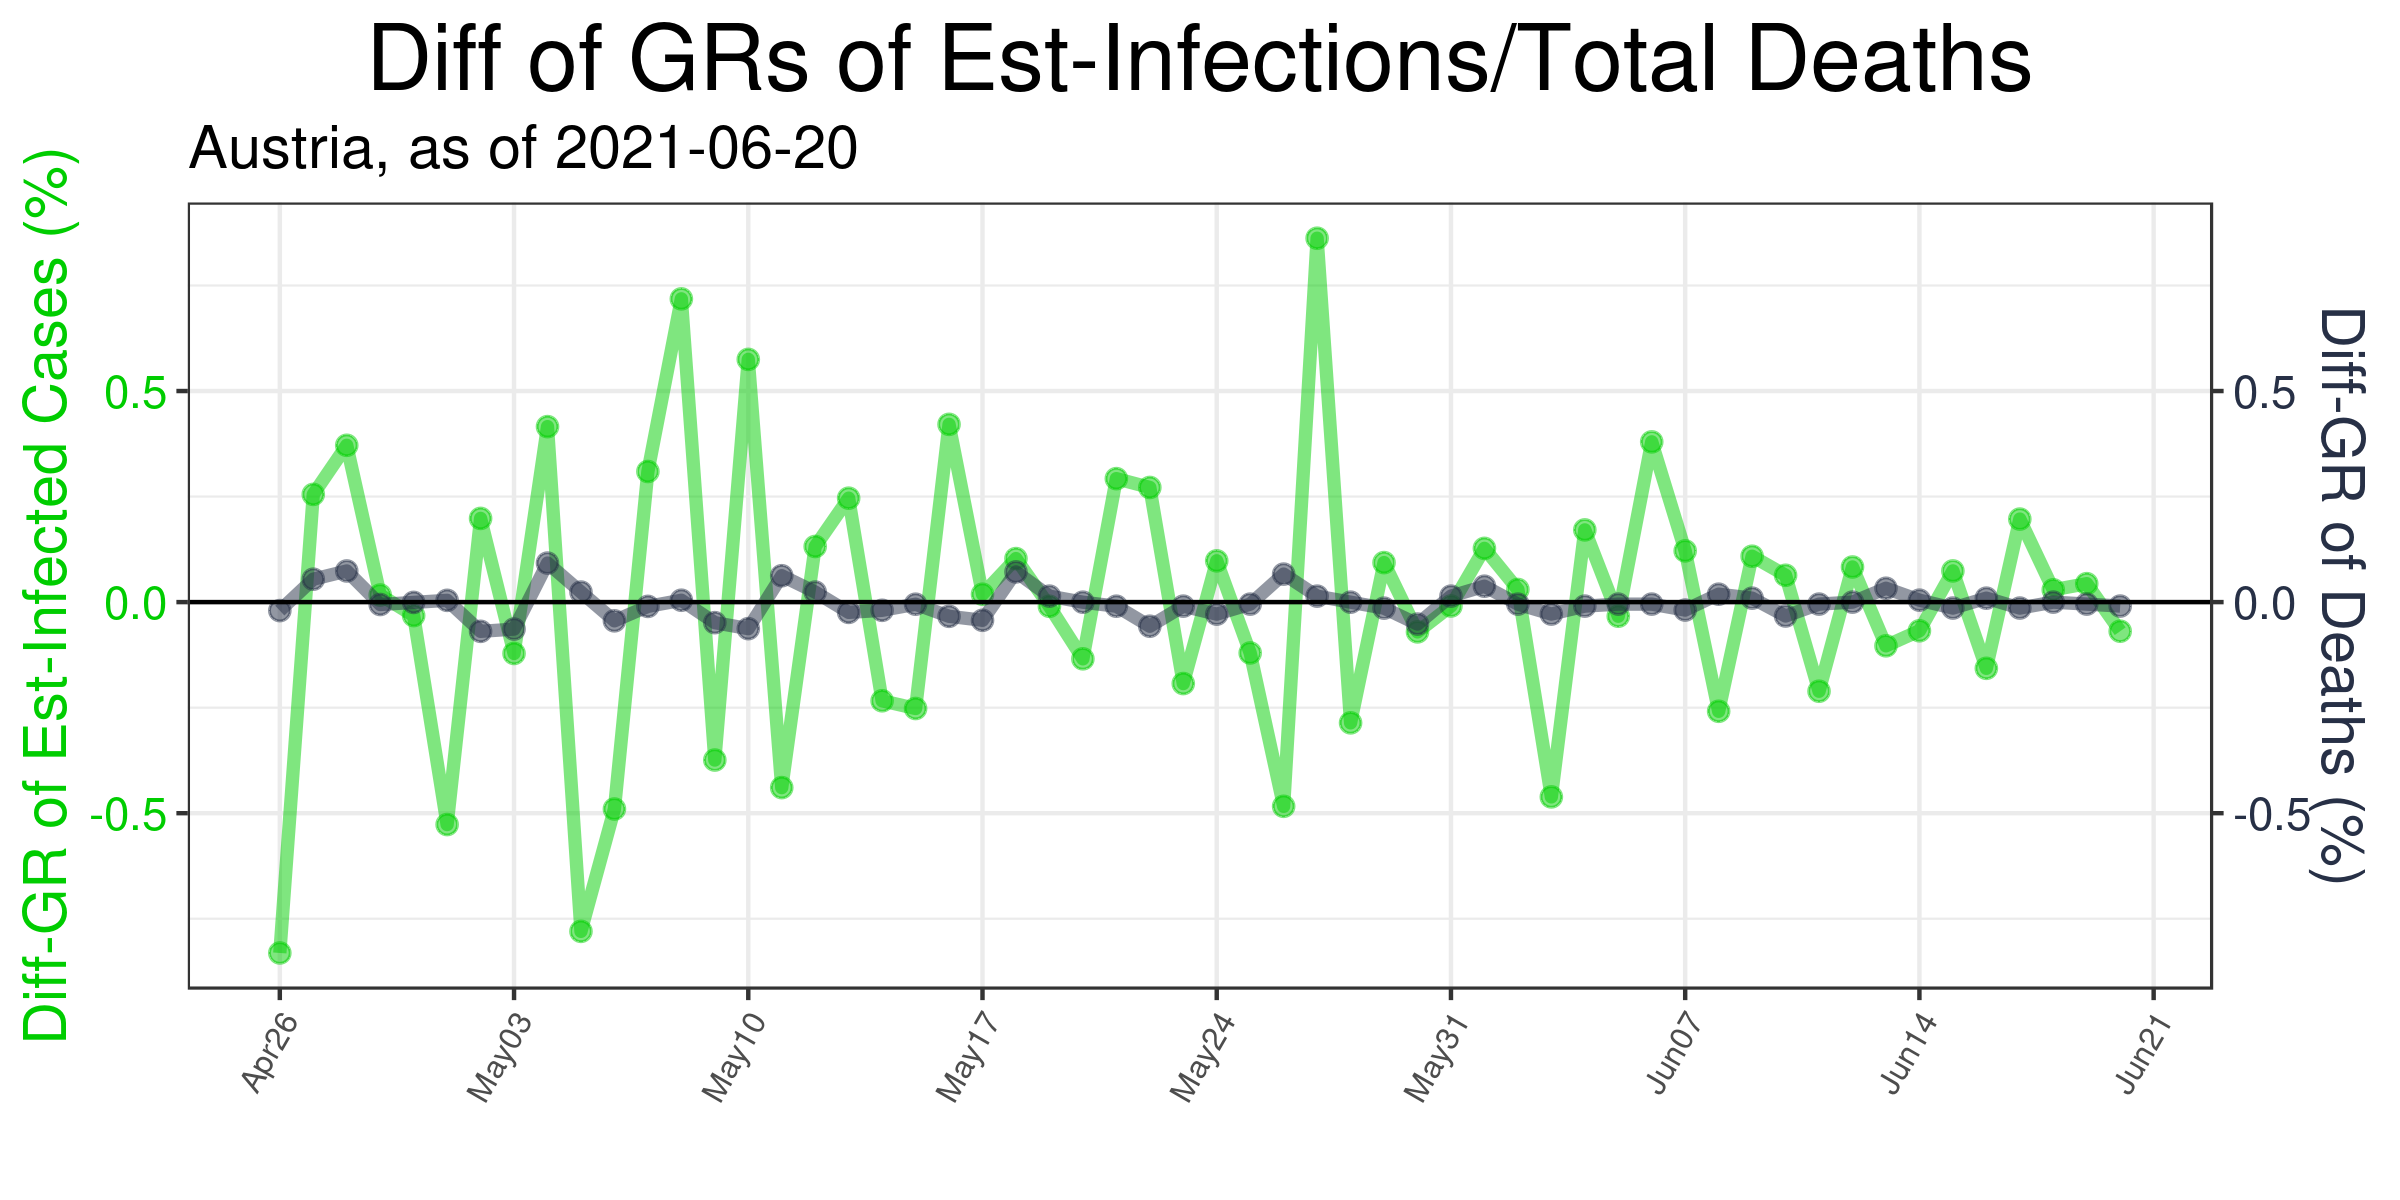 Diff of GRs of Est-Infections/Total Deaths
Austria, as of 2021-06-20
Diff-GR of Est-Infected Cases (%)
0.5
0.0
-0.5
0.5
0.0
-0.5
Diff-GR of Deaths (%)
Apr26
May03
May10
May17
May24
May31
Jun07
Jun14
Jun21